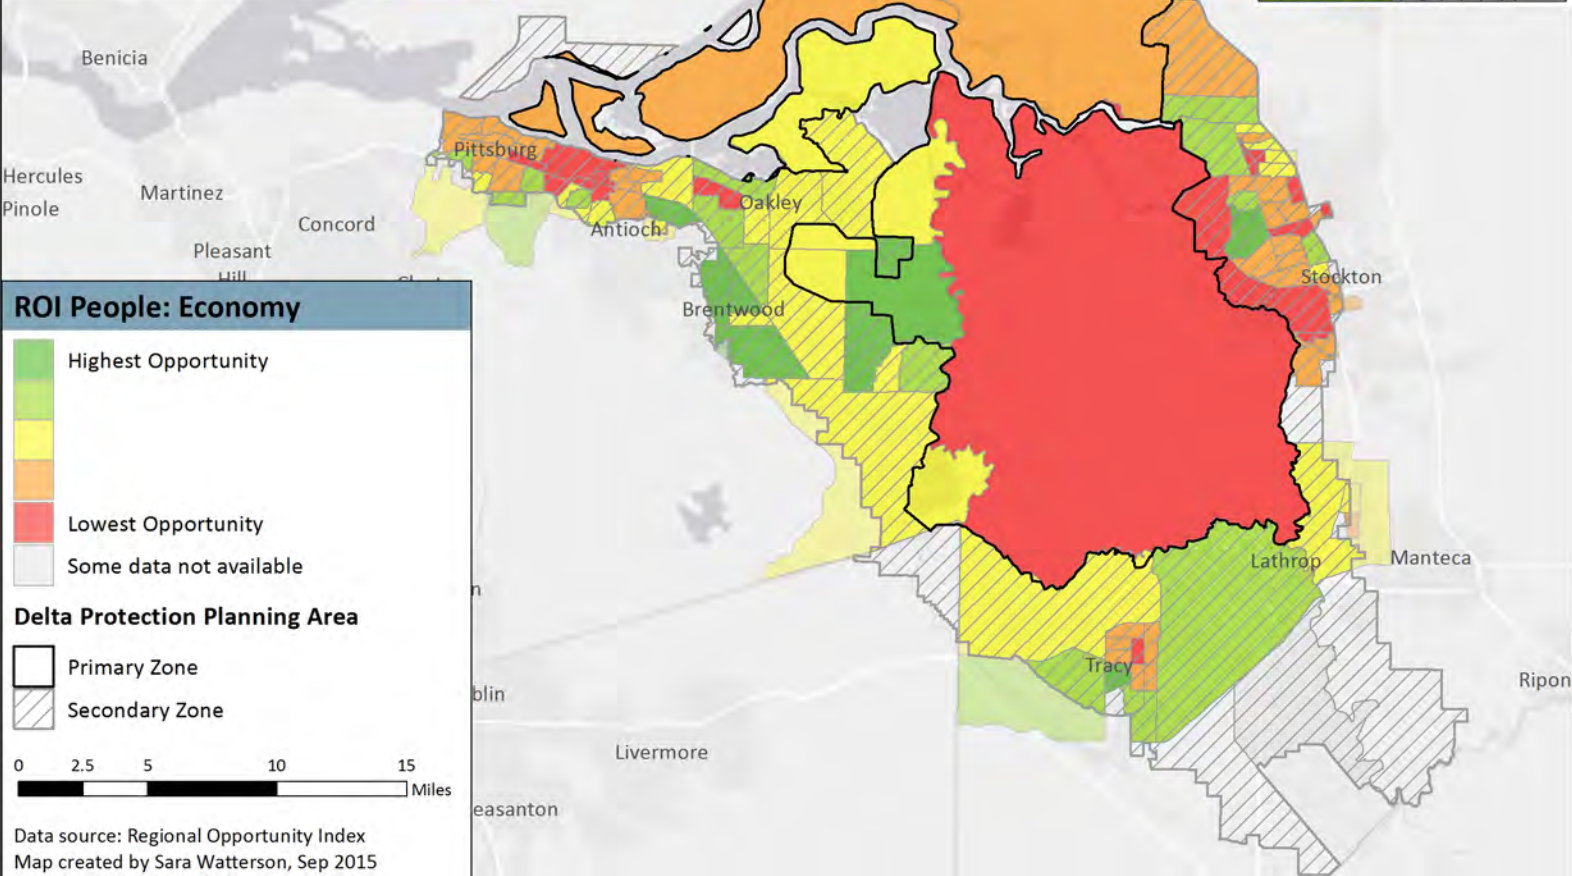 Benicia
Pittsburg
Hercules
Pinole
Martinez
Concord
Oakley
Antioch
Pleasant
Hill
Stockton
Brentwood
ROI People: Economy
Highest Opportunity
Lowest Opportunity
Some data not available
Delta Protection Planning Area
Primary Zone
Secondary Zone
0 2.5 5 10 15
Miles
Data source: Regional Opportunity Index
Map created by Sara Watterson, Sep 2015
n
blin
easanton
Livermore
Lathrop
Manteca
Tracy
Ripon